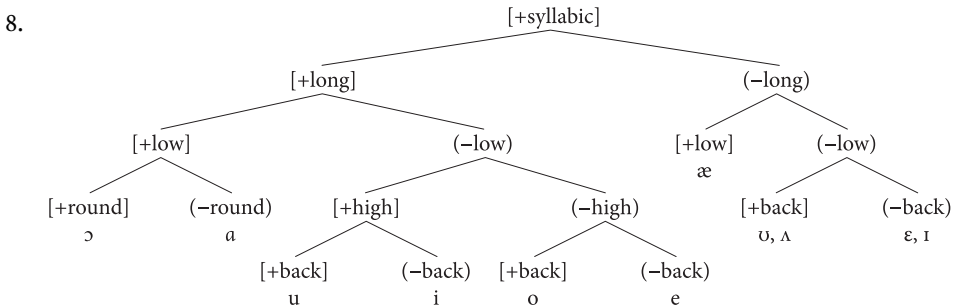 8.
[+syllabic]
[+long] (−long)
[+low] (−low) [+low] (−low)
æ
[+round] (−round) [+high] (−high) [+back] (−back)
ɔ ɑ ʊ, ʌ ɛ, ɪ
[+back] (−back) [+back] (−back)
u i o e